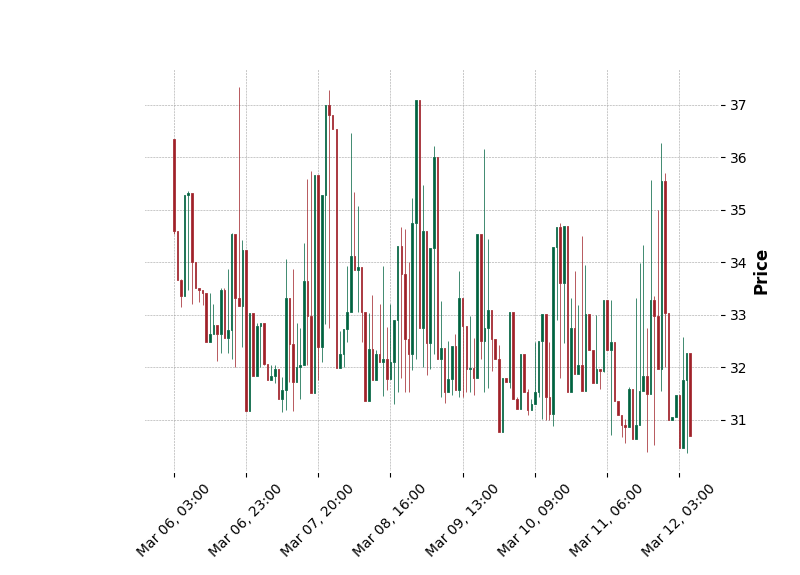 37
36
35
34
33
32
31
Price
Mar 06, 03:00
Mar 06, 23:00
Mar 07, 20:00
Mar 08, 16:00
Mar 09, 13:00
Mar 10, 09:00
Mar 11, 06:00
Mar 12, 03:00